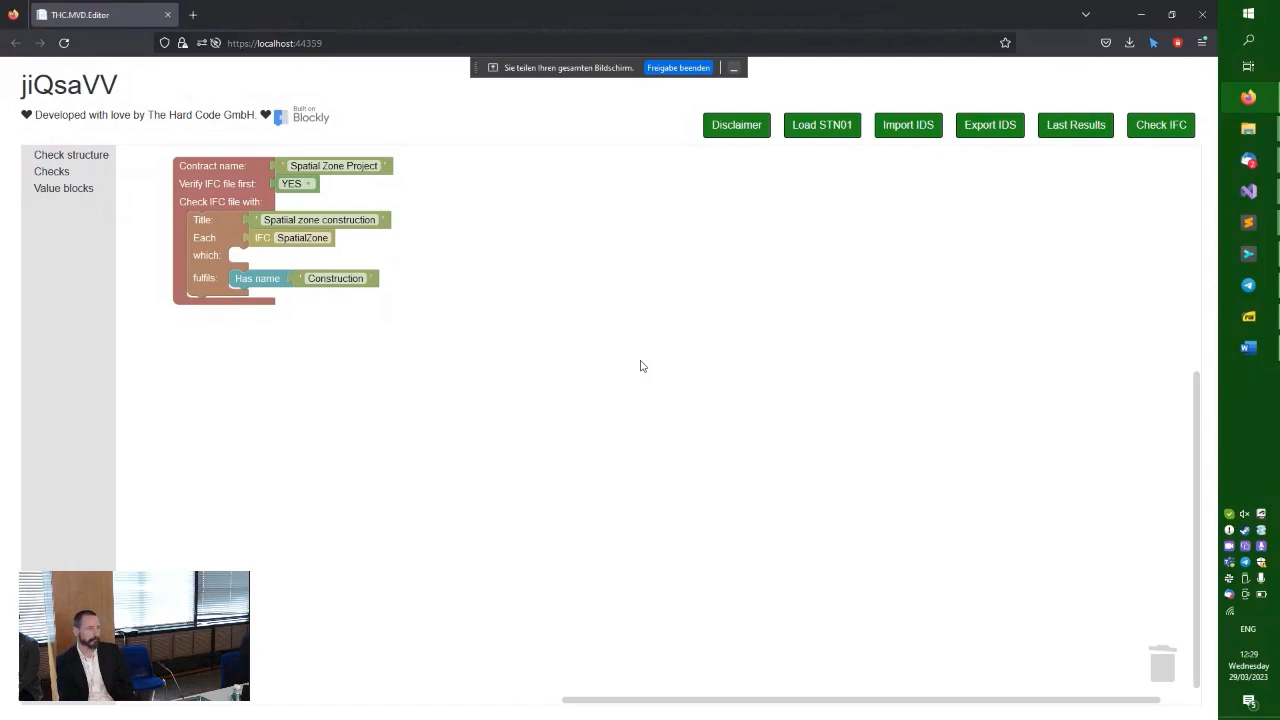 THC.MVD.Editor
https://localhost:44359
Sie teilen Ihren gesamten Bildschirm.
Freigabe beenden
jiQsaVV
Developed with love by The Hard Code GmbH.
Built on
Blockly
Disclaimer
Load STN01
Import IDS
Export IDS
Last Results
Check IFC
Check structure
Checks
Value blocks
Contract name: ' Spatial Zone Project '
Verify IFC file first: YES
Check IFC file with:
Title: ' Spatiial zone construction '
Each IFC SpatialZone
which:
fulfils: Has name ' Construction '
ENG
12:29
Wednesday
29/03/2023